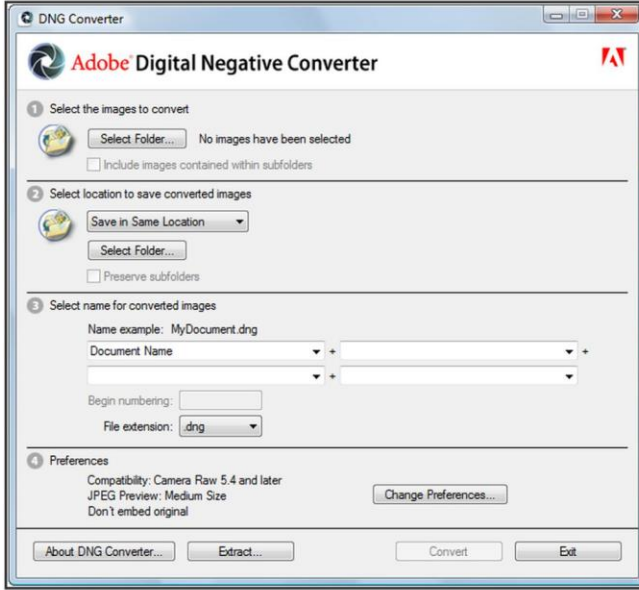 DNG Converter
Adobe® Digital Negative Converter
1 Select the images to convert
Select Folder... No images have been selected
Include images contained within subfolders
2 Select location to save converted images
Save in Same Location
Select Folder...
Preserve subfolders
3 Select name for converted images
Name example: MyDocument.dng
Document Name + +
+
Begin numbering:
File extension: .dng
4 Preferences
Compatibility: Camera Raw 5.4 and later
JPEG Preview: Medium Size
Don't embed original
Change Preferences...
About DNG Converter... Extract... Convert Exit